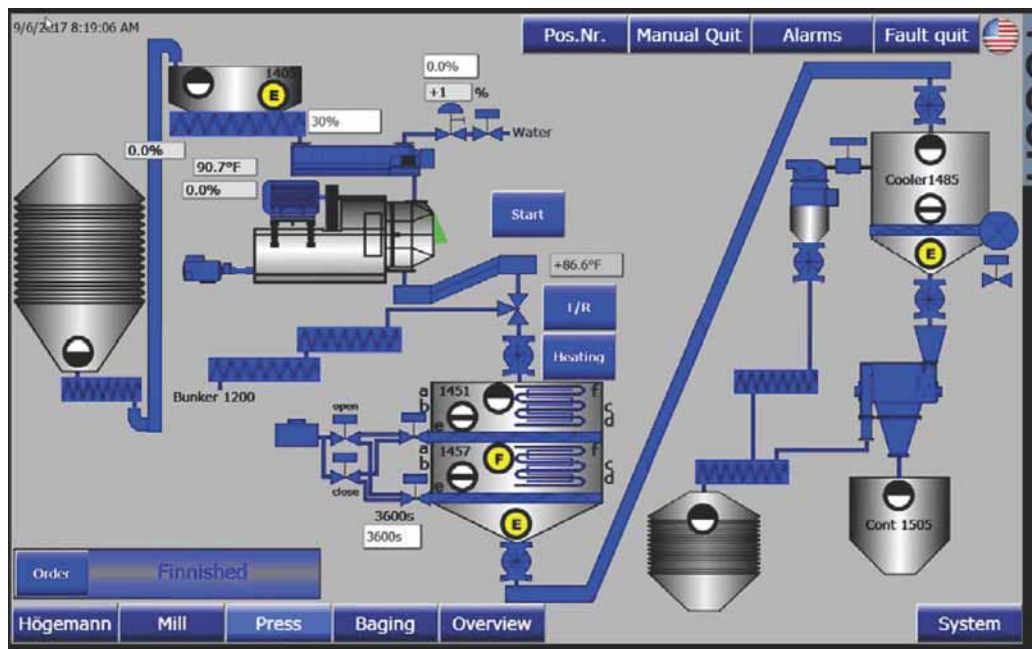 9/6/2017 8:19:06 AM
Pos.Nr.
Manual Quit
Alarms
Fault quit
1405
E
0.0%
+1 %
30%
Water
0.0%
90.7°F
0.0%
Cooler1485
Start
E
+86.6°F
I/R
Heating
Bunker 1200
open
close
a 1451 f
b c
d
e
a 1457 F f
b c
d
e
3600s
3600s
E
Cont 1505
Order
Finnished
Högemann
Mill
Press
Baging
Overview
System